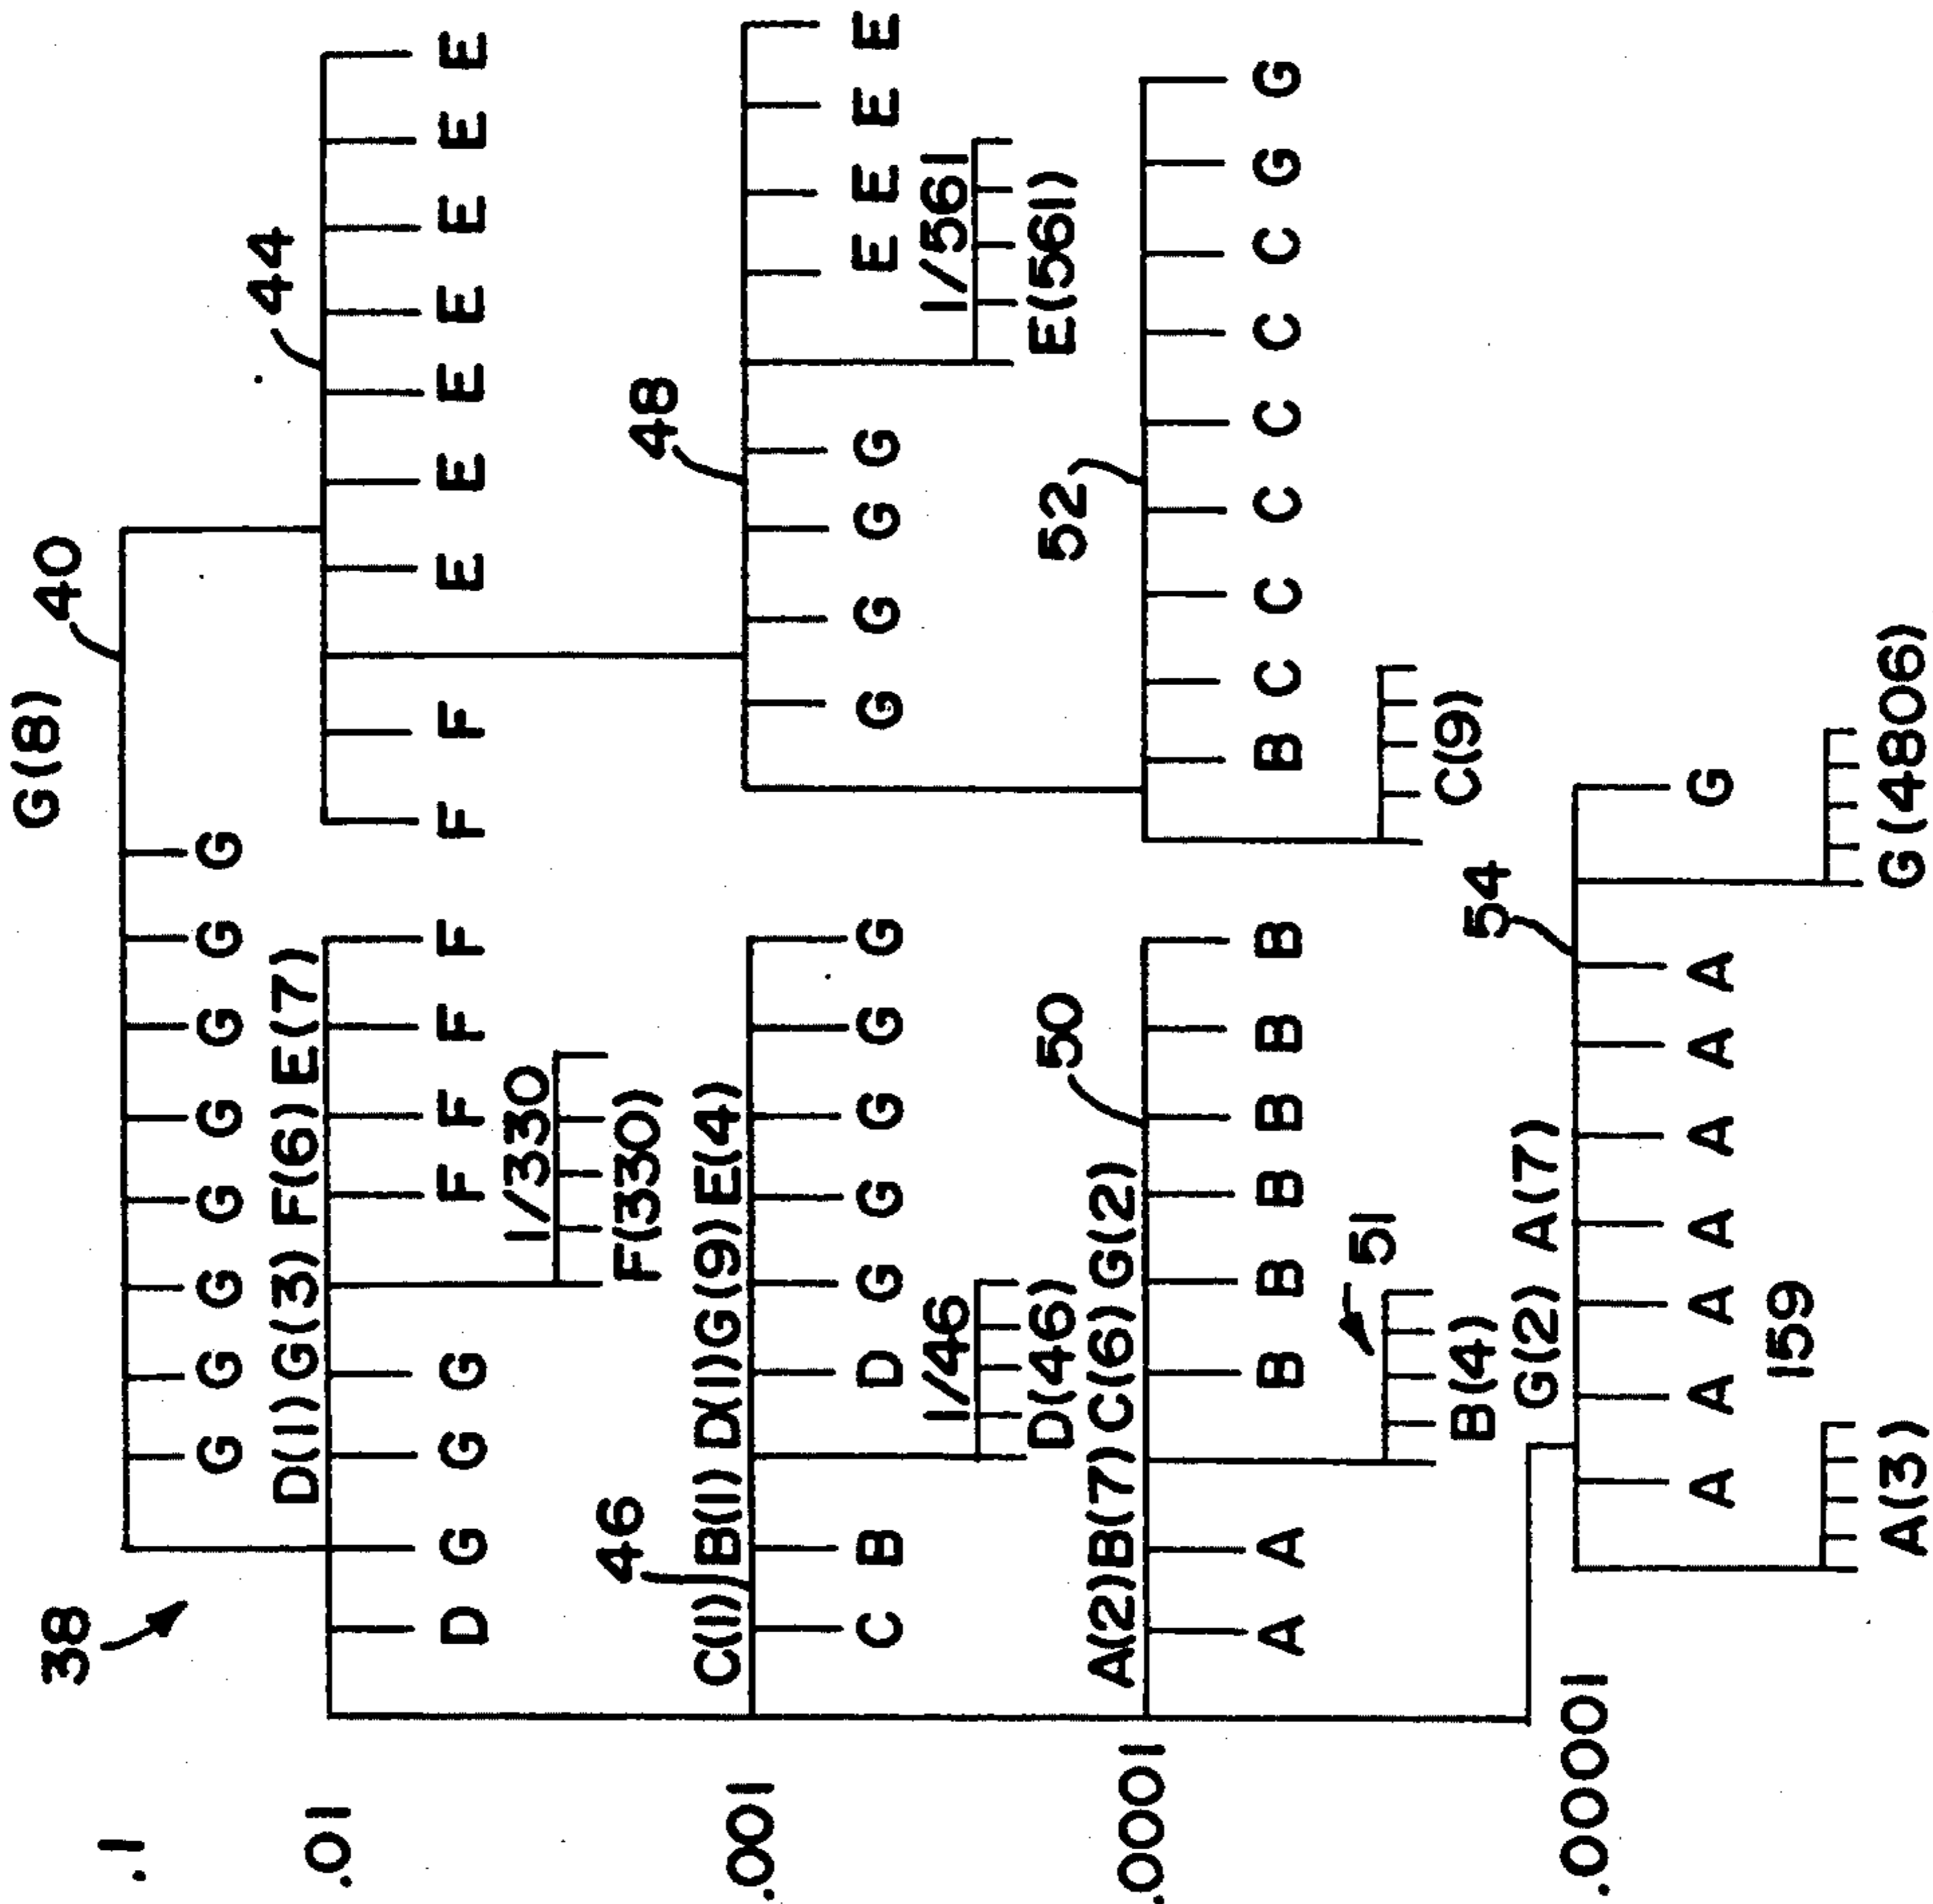 38 G(8) 40
.1
G G G G G G G G
44
D(1) G(3) F(6) E(7)
.01
D G G G F F F F F F E E E E E E E
1/330
F(330)
46 48
C(1) B(1) D(1) G(9) E(4)
.001
C B D G G G G G G G G G E E E E
1/46 1/561
D(46) E(561)
50 52
A(2) B(7) C(6) G(2)
.0001
A A B B B B B B B C C C C C C G G
51
B(4) C(9)
54
G(2) A(7)
.00001
A A A A A A A G
159
A(3) G(4806)